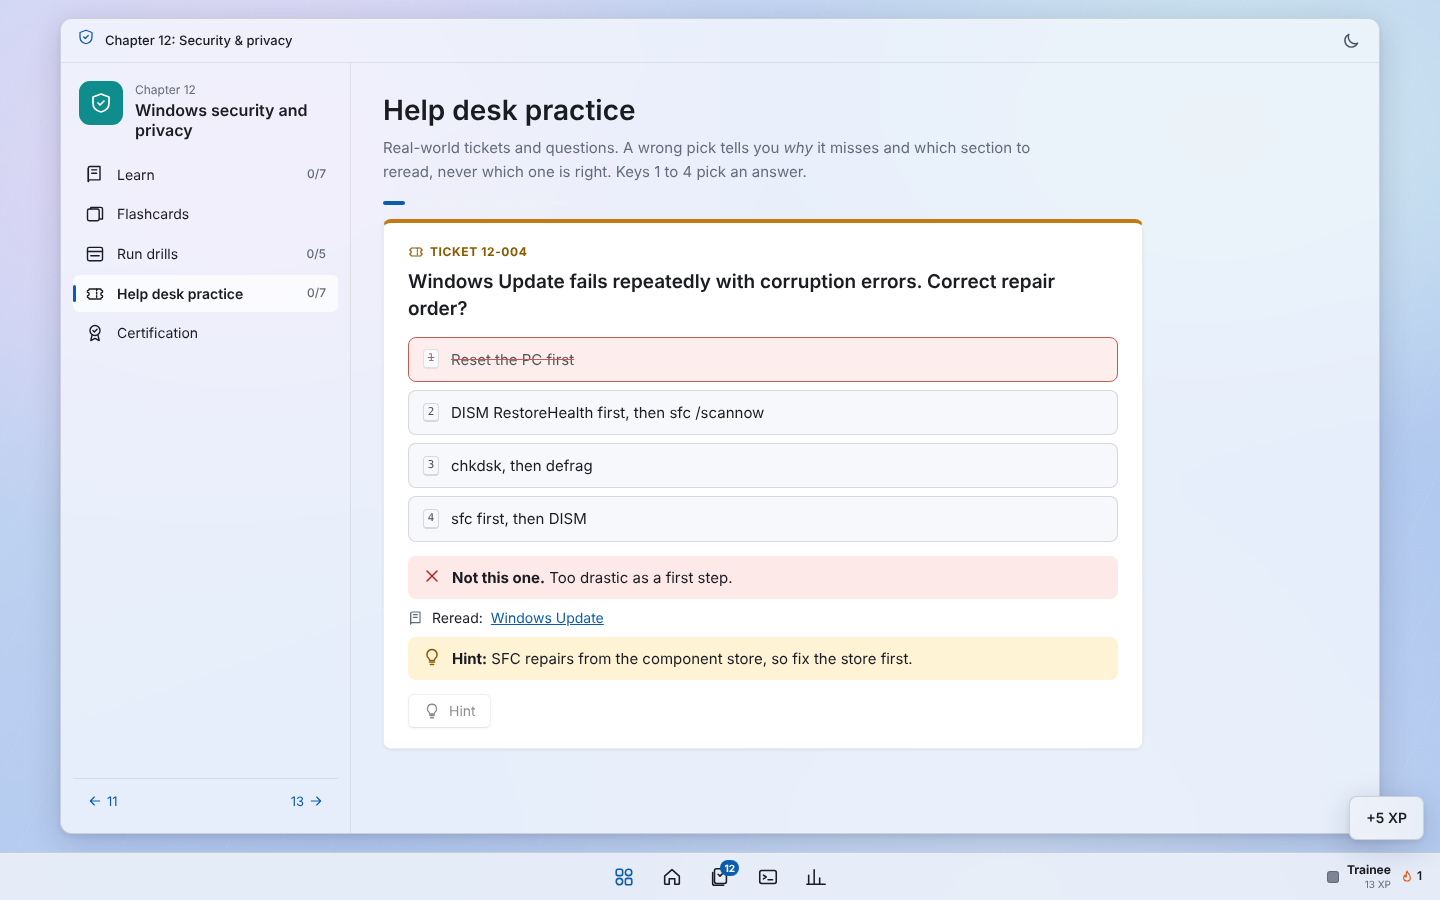 Chapter 12: Security & privacy
Chapter 12
Windows security and
privacy
Learn 0/7
Flashcards
Run drills 0/5
Help desk practice 0/7
Certification
11
13
Help desk practice
Real-world tickets and questions. A wrong pick tells you why it misses and which section to
reread, never which one is right. Keys 1 to 4 pick an answer.
TICKET 12-004
Windows Update fails repeatedly with corruption errors. Correct repair
order?
1 Reset the PC first
2 DISM RestoreHealth first, then sfc /scannow
3 chkdsk, then defrag
4 sfc first, then DISM
Not this one. Too drastic as a first step.
Reread: Windows Update
Hint: SFC repairs from the component store, so fix the store first.
Hint
+5 XP
12
Trainee
13 XP
1